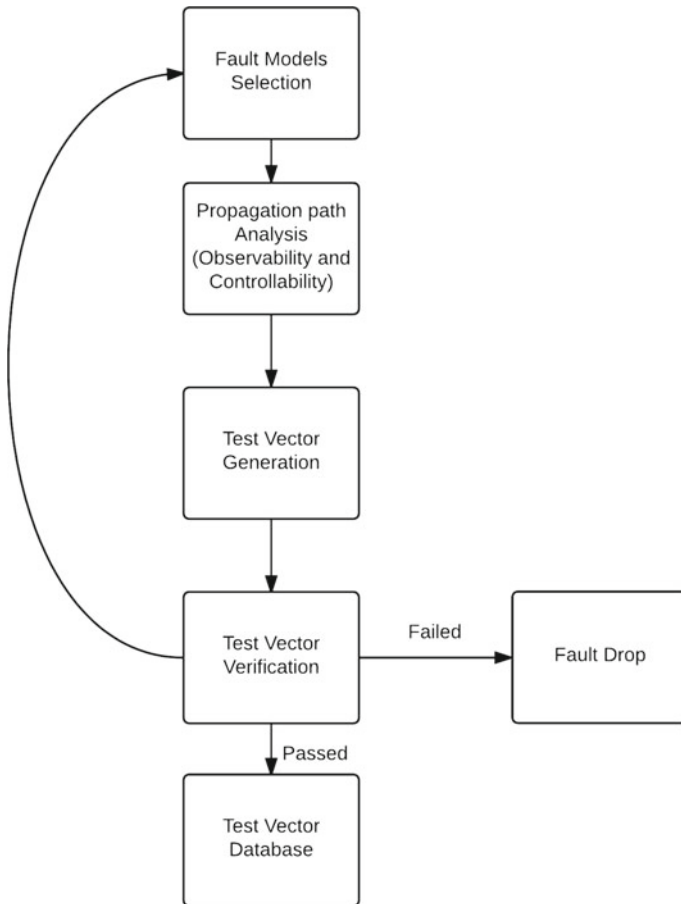 Fault Models
Selection
Propagation path
Analysis
(Observability and
Controllability)
Test Vector
Generation
Test Vector
Verification
Failed
Fault Drop
Passed
Test Vector
Database